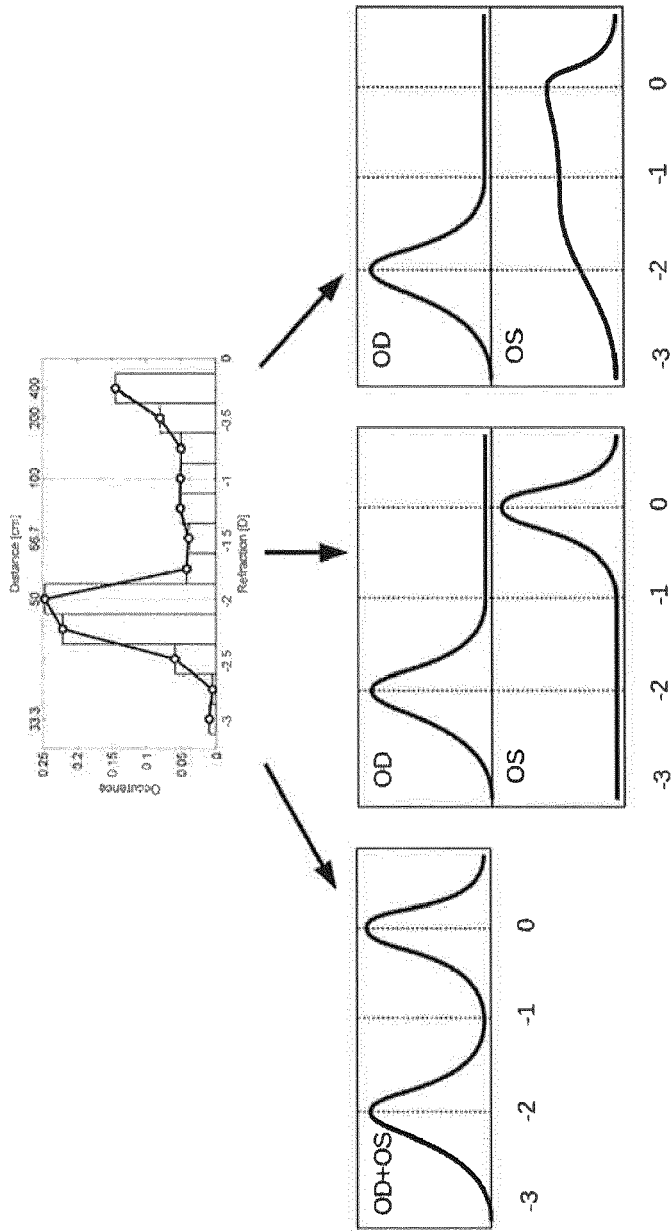 Distance [cm]
33.3 50 66.7 100 200 400
Occurence
0.25
0.2
0.15
0.1
0.05
0
-3 -2.5 -2 -1.5 -1 -3.5 0
Refraction [D]
OD+OS
-3 -2 -1 0
OD
OS
-3 -2 -1 0
OD
OS
-3 -2 -1 0